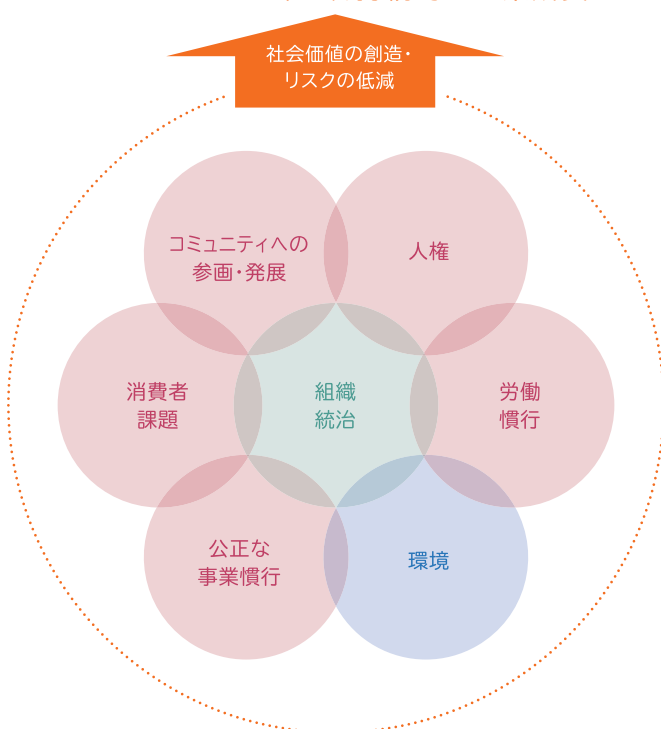 社会価値の創造・
リスクの低減
コミュニティへの
参画・発展
人権
消費者
課題
組織
統治
労働
慣行
公正な
事業慣行
環境